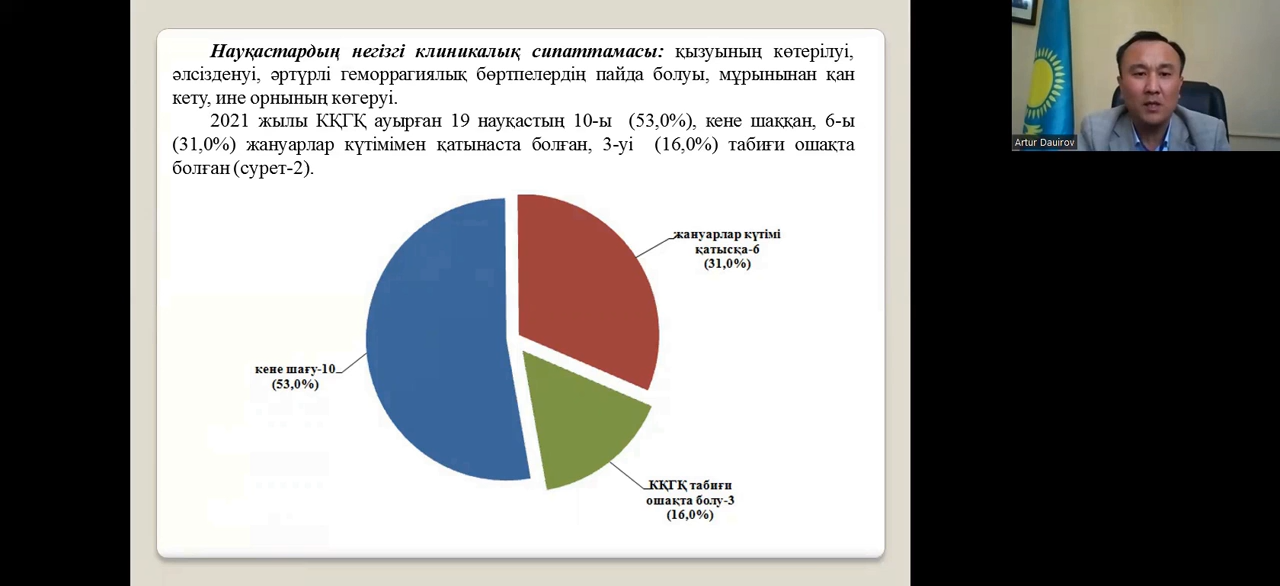 Науқастардың негізгі клиникалық сипаттамасы: қызуының көтерілуі,
әлсізденуі, әртүрлі геморрагиялық бөртпелердің пайда болуы, мұрынынан қан
кету, ине орнының көгеруі.
2021 жылы КҚГҚ ауырған 19 науқастың 10-ы (53,0%), кене шаққан, 6-ы
(31,0%) жануарлар күтімімен қатынаста болған, 3-уі (16,0%) табиғи ошақта
болған (сурет-2).
жануарлар күтімі
қатысқа-6
(31,0%)
кене шағу-10
(53,0%)
КҚГҚ табиғи
ошақта болу-3
(16,0%)
Artur Dauirov